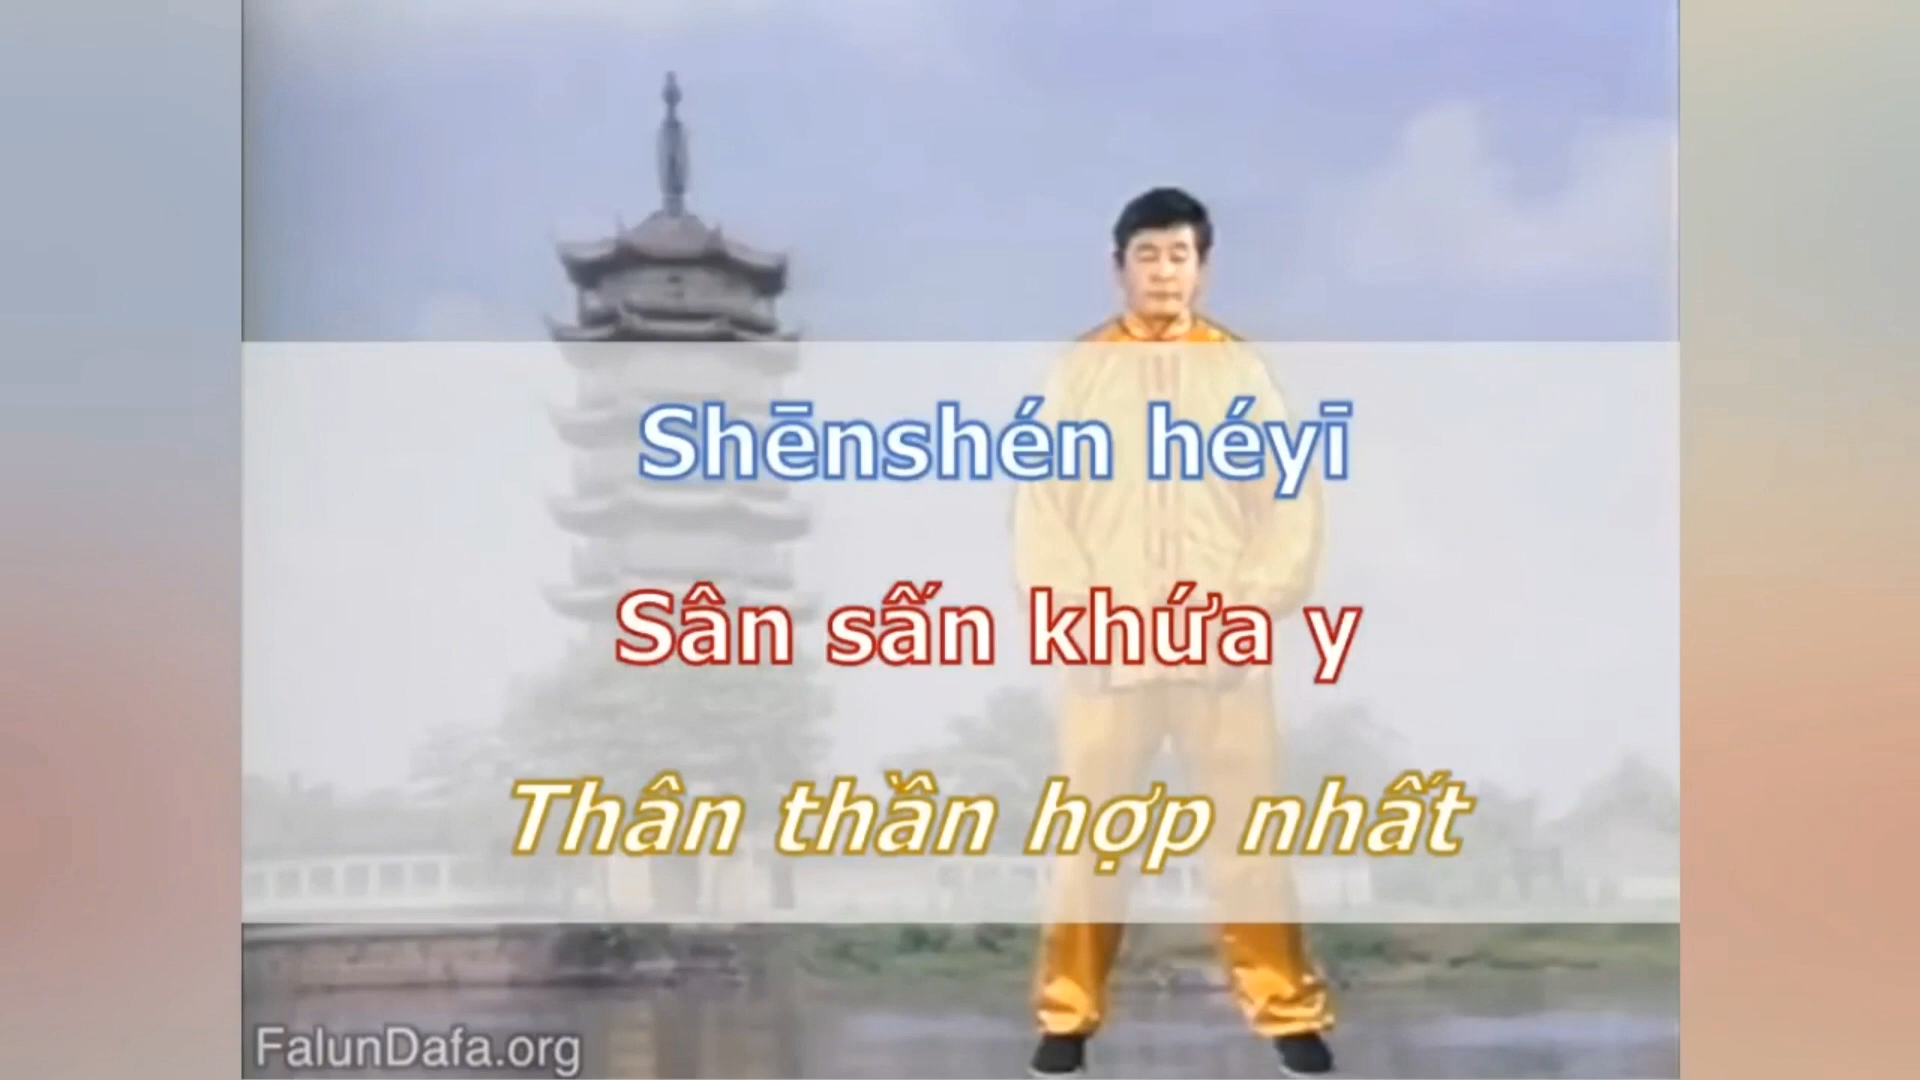 Shēnshén héyī
Sân sấn khứa y
Thân thần hợp nhất
FalunDafa.org